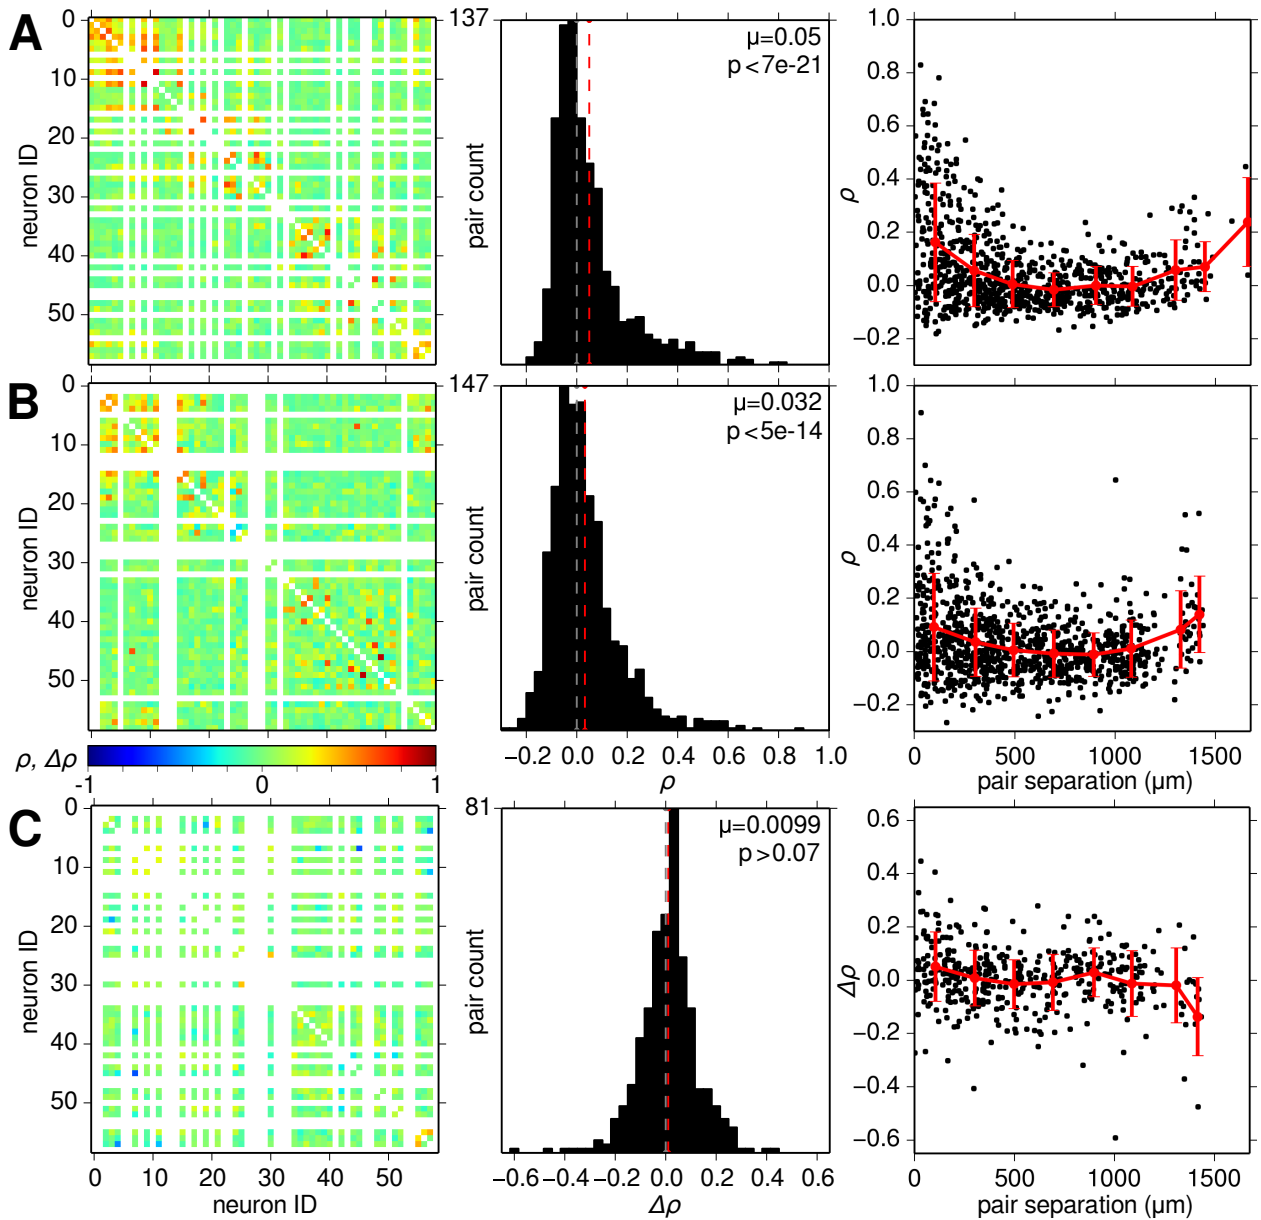 A
0
10
20
30
40
50
neuron ID
137
pair count
μ=0.05
p<7e-21
1.0
0.8
0.6
0.4
0.2
0.0
−0.2
ρ
B
0
10
20
30
40
50
neuron ID
147
pair count
μ=0.032
p<5e-14
−0.2 0.0 0.2 0.4 0.6 0.8 1.0
ρ
1.0
0.8
0.6
0.4
0.2
0.0
−0.2
ρ
0 500 1000 1500
pair separation (μm)
ρ, Δρ
-1 0 1
C
0
10
20
30
40
50
neuron ID
0 10 20 30 40 50
neuron ID
81
pair count
μ=0.0099
p>0.07
−0.6 −0.4 −0.2 0.0 0.2 0.4 0.6
Δρ
0.6
0.4
0.2
0.0
−0.2
−0.4
−0.6
Δρ
0 500 1000 1500
pair separation (μm)